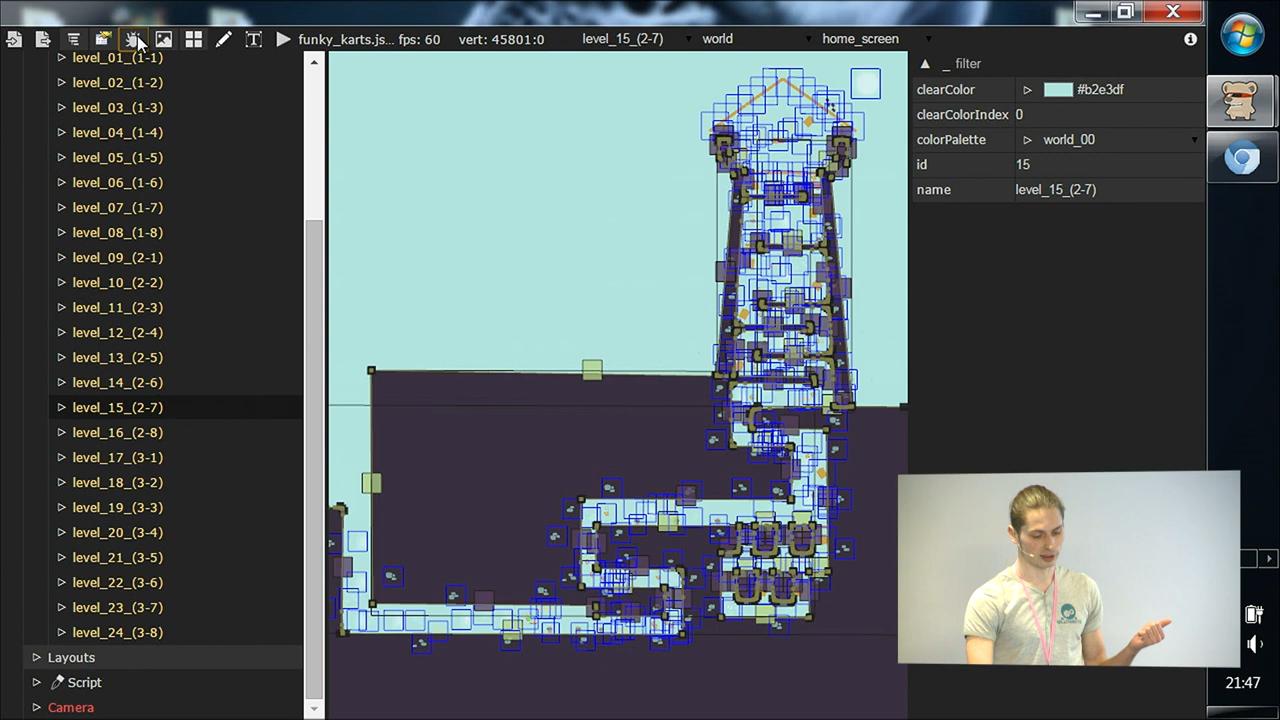 funky_karts.js... fps: 60 vert: 45801:0 level_15_(2-7) world home_screen
level_01_(1-1)
level_02_(1-2)
level_03_(1-3)
level_04_(1-4)
level_05_(1-5)
level_06_(1-6)
level_07_(1-7)
level_08_(1-8)
level_09_(2-1)
level_10_(2-2)
level_11_(2-3)
level_12_(2-4)
level_13_(2-5)
level_14_(2-6)
level_15_(2-7)
level_16_(2-8)
level_17_(3-1)
level_18_(3-2)
level_19_(3-3)
level_20_(3-4)
level_21_(3-5)
level_22_(3-6)
level_23_(3-7)
level_24_(3-8)
Layouts
Script
Camera
_ filter
clearColor #b2e3df
clearColorIndex 0
colorPalette world_00
id 15
name level_15_(2-7)
21:47